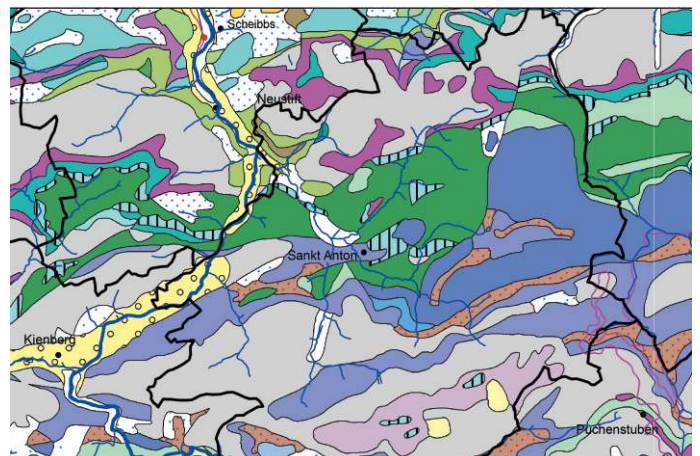 Scheibbs
Neustift
Sankt Anton
Kienberg
Puchenstuben